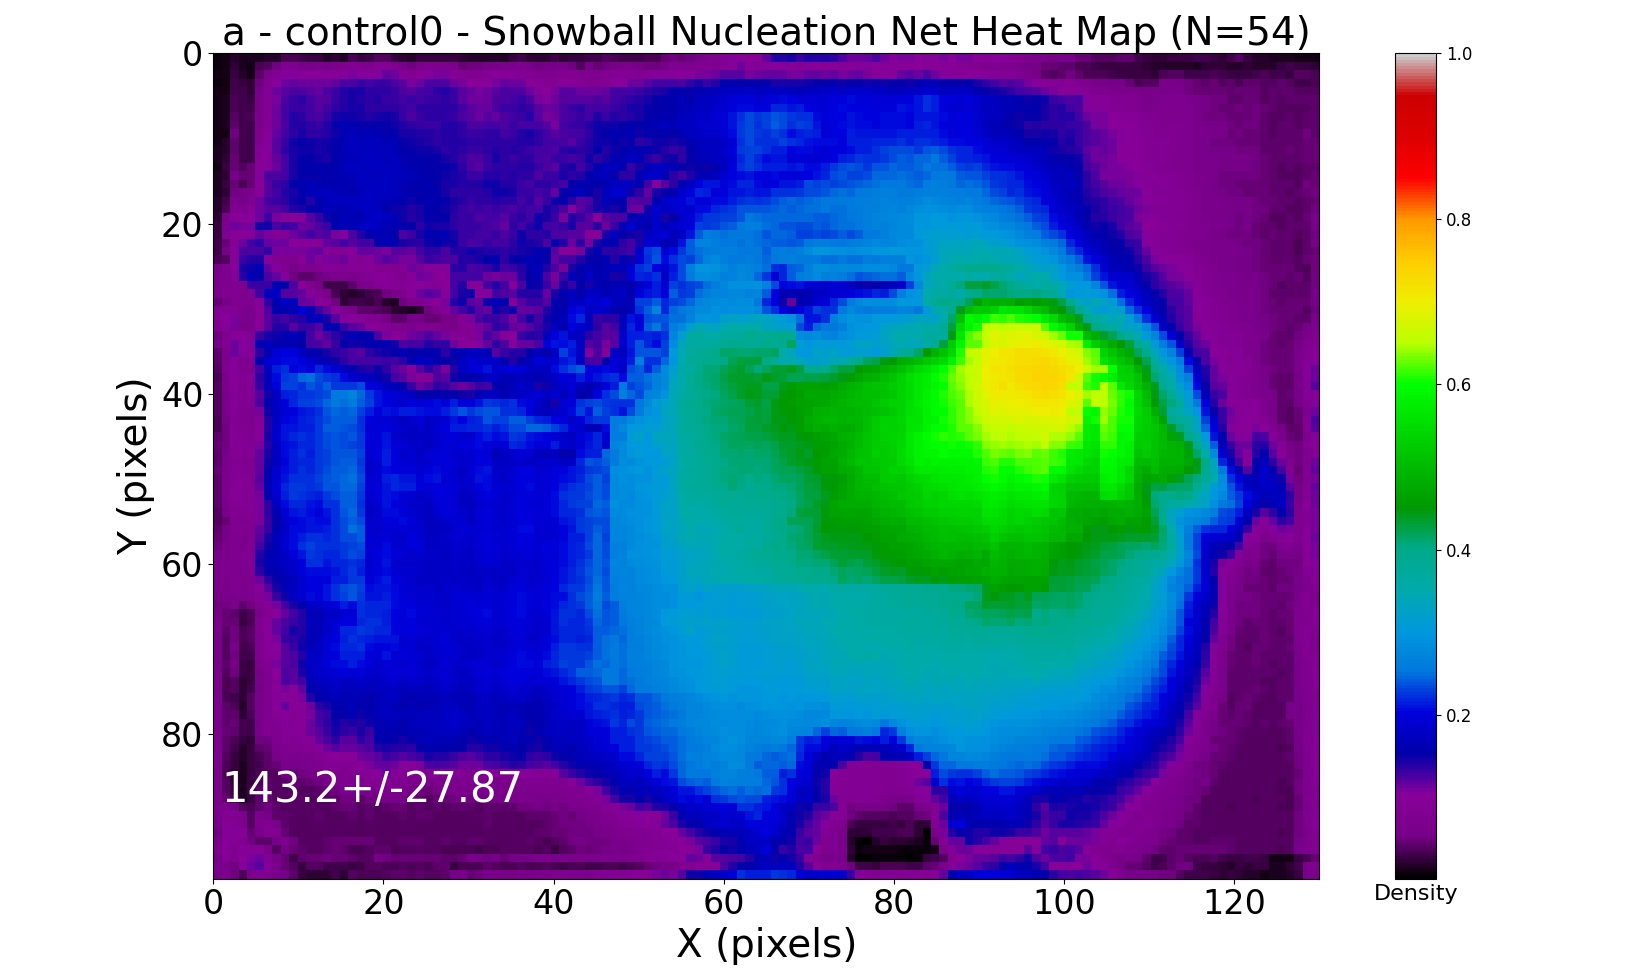 a - control0 - Snowball Nucleation Net Heat Map (N=54)
0
20
40
60
80
Y (pixels)
143.2+/-27.87
0 20 40 60 80 100 120
X (pixels)
1.0
0.8
0.6
0.4
0.2
Density